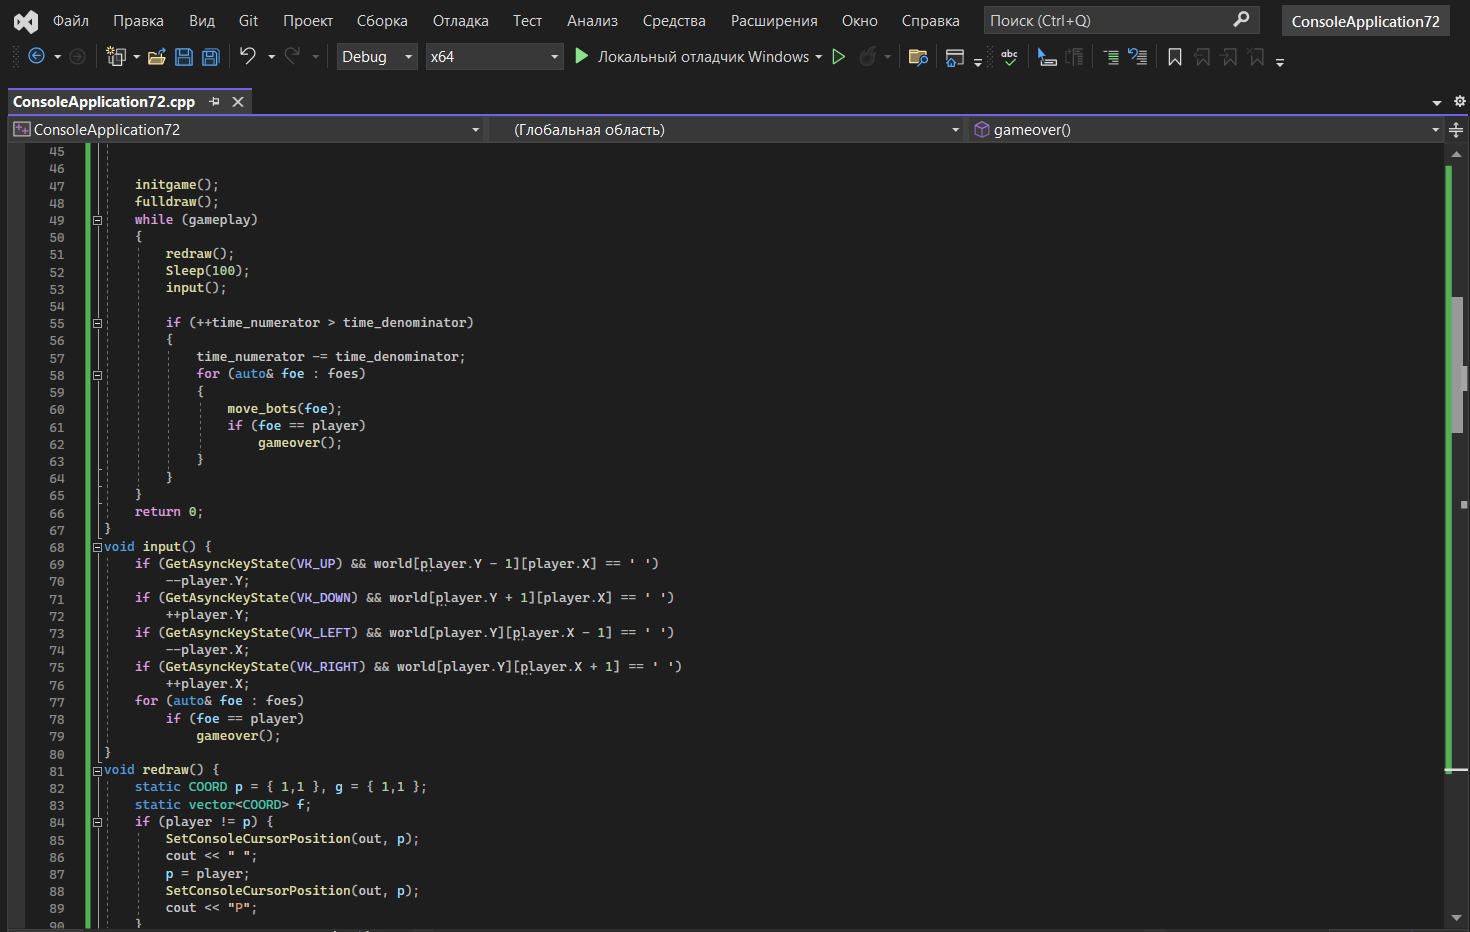 Файл Правка Вид Git Проект Сборка Отладка Тест Анализ Средства Расширения Окно Справка Поиск (Ctrl+Q) ConsoleApplication72
Debug x64 Локальный отладчик Windows abc
ConsoleApplication72.cpp
ConsoleApplication72 (Глобальная область) gameover()
45
46
47 initgame();
48 fulldraw();
49 while (gameplay)
50 {
51 redraw();
52 Sleep(100);
53 input();
54
55 if (++time_numerator > time_denominator)
56 {
57 time_numerator -= time_denominator;
58 for (auto& foe : foes)
59 {
60 move_bots(foe);
61 if (foe == player)
62 gameover();
63 }
64 }
65 }
66 return 0;
67 }
68 void input() {
69 if (GetAsyncKeyState(VK_UP) && world[player.Y - 1][player.X] == ' ')
70 --player.Y;
71 if (GetAsyncKeyState(VK_DOWN) && world[player.Y + 1][player.X] == ' ')
72 ++player.Y;
73 if (GetAsyncKeyState(VK_LEFT) && world[player.Y][player.X - 1] == ' ')
74 --player.X;
75 if (GetAsyncKeyState(VK_RIGHT) && world[player.Y][player.X + 1] == ' ')
76 ++player.X;
77 for (auto& foe : foes)
78 if (foe == player)
79 gameover();
80 }
81 void redraw() {
82 static COORD p = { 1,1 }, g = { 1,1 };
83 static vector<COORD> f;
84 if (player != p) {
85 SetConsoleCursorPosition(out, p);
86 cout << " ";
87 p = player;
88 SetConsoleCursorPosition(out, p);
89 cout << "P";
90 }